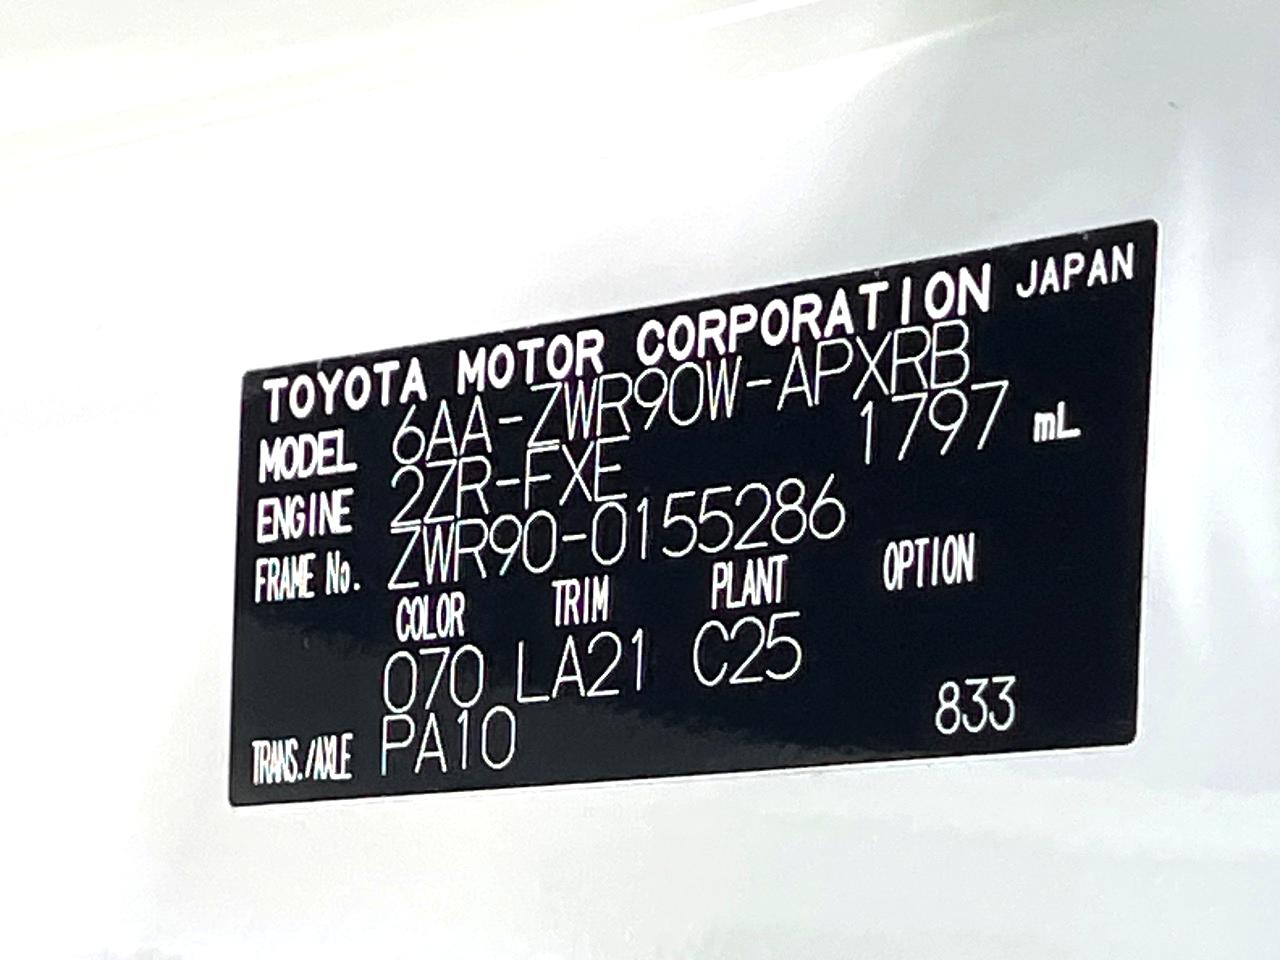 TOYOTA MOTOR CORPORATION JAPAN
MODEL 6AA-ZWR90W-APXRB
ENGINE 2ZR-FXE 1797 mL
FRAME No. ZWR90-0155286
COLOR TRIM PLANT OPTION
070 LA21 C25
TRANS./AXLE PA10 833